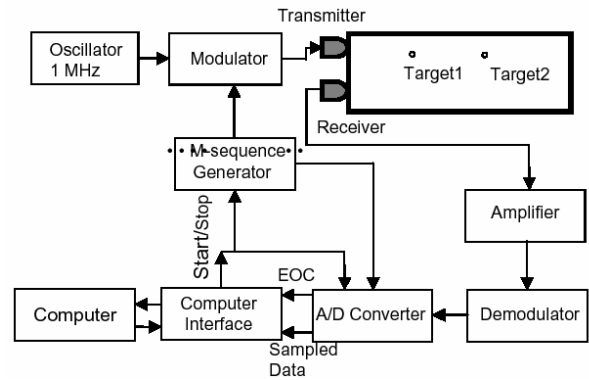 Transmitter
Oscillator
1 MHz
Modulator
Target1
Target2
Receiver
M-sequence
Generator
Start/Stop
Amplifier
EOC
Computer
Computer
Interface
A/D Converter
Demodulator
Sampled
Data